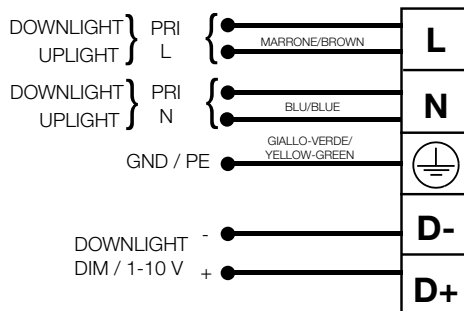 DOWNLIGHT } PRI { L
UPLIGHT L MARRONE/BROWN
DOWNLIGHT } PRI { N
UPLIGHT N BLU/BLUE
GIALLO-VERDE/
YELLOW-GREEN
GND / PE
- D-
DOWNLIGHT
DIM / 1-10 V
+ D+